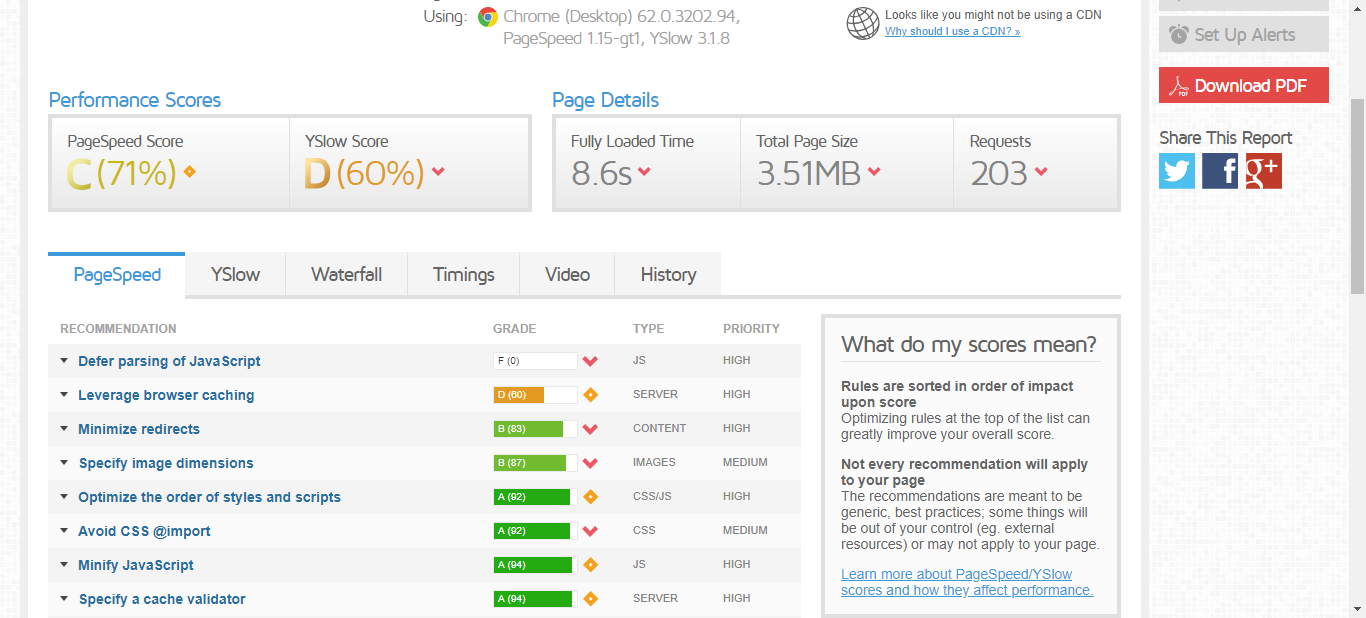 Using: Chrome (Desktop) 62.0.3202.94,
PageSpeed 1.15-gt1, YSlow 3.1.8
Looks like you might not be using a CDN
Why should I use a CDN? »
Set Up Alerts
Download PDF
Share This Report
Performance Scores
PageSpeed Score
C (71%)
YSlow Score
D (60%)
Page Details
Fully Loaded Time
8.6s
Total Page Size
3.51MB
Requests
203
PageSpeed YSlow Waterfall Timings Video History
RECOMMENDATION GRADE TYPE PRIORITY
Defer parsing of JavaScript F (0) JS HIGH
Leverage browser caching D (60) SERVER HIGH
Minimize redirects B (83) CONTENT HIGH
Specify image dimensions B (87) IMAGES MEDIUM
Optimize the order of styles and scripts A (92) CSS/JS HIGH
Avoid CSS @import A (92) CSS MEDIUM
Minify JavaScript A (94) JS HIGH
Specify a cache validator A (94) SERVER HIGH
What do my scores mean?
Rules are sorted in order of impact
upon score
Optimizing rules at the top of the list can
greatly improve your overall score.
Not every recommendation will apply
to your page
The recommendations are meant to be
generic, best practices; some things will
be out of your control (eg. external
resources) or may not apply to your page.
Learn more about PageSpeed/YSlow
scores and how they affect performance.